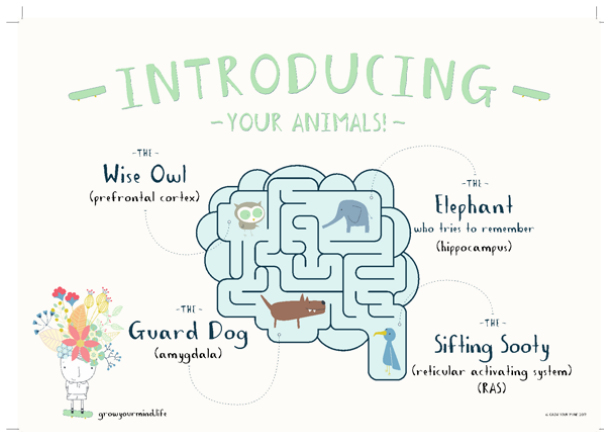 INTRODUCING
- YOUR ANIMALS! -
- THE -
Wise Owl
(prefrontal cortex)
- THE -
Elephant
who tries to remember
(hippocampus)
- THE -
Guard Dog
(amygdala)
- THE -
Sifting Sooty
(reticular activating system)
(RAS)
growyourmind.life